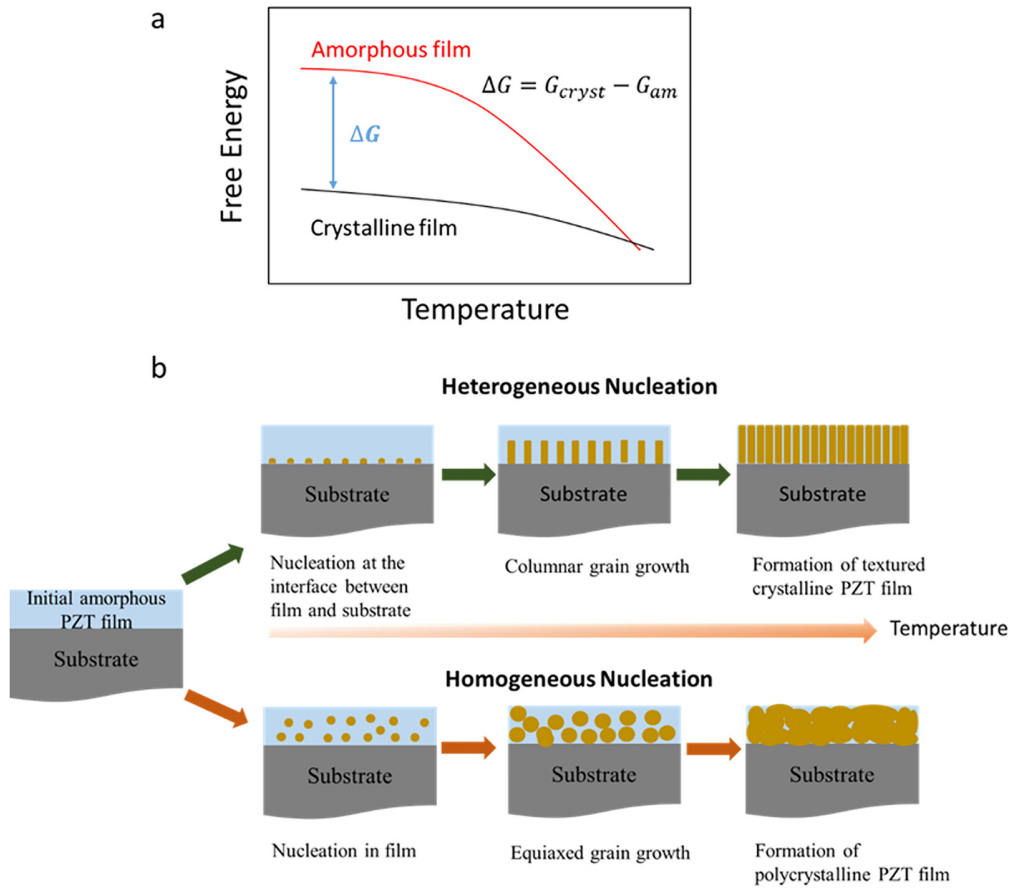 a
Amorphous film
ΔG = G_cryst − G_am
ΔG
Crystalline film
Free Energy
Temperature
b
Heterogeneous Nucleation
Substrate
Substrate
Substrate
Nucleation at the
interface between
film and substrate
Columnar grain growth
Formation of textured
crystalline PZT film
Initial amorphous
PZT film
Substrate
Temperature
Homogeneous Nucleation
Substrate
Substrate
Substrate
Nucleation in film
Equiaxed grain growth
Formation of
polycrystalline PZT film